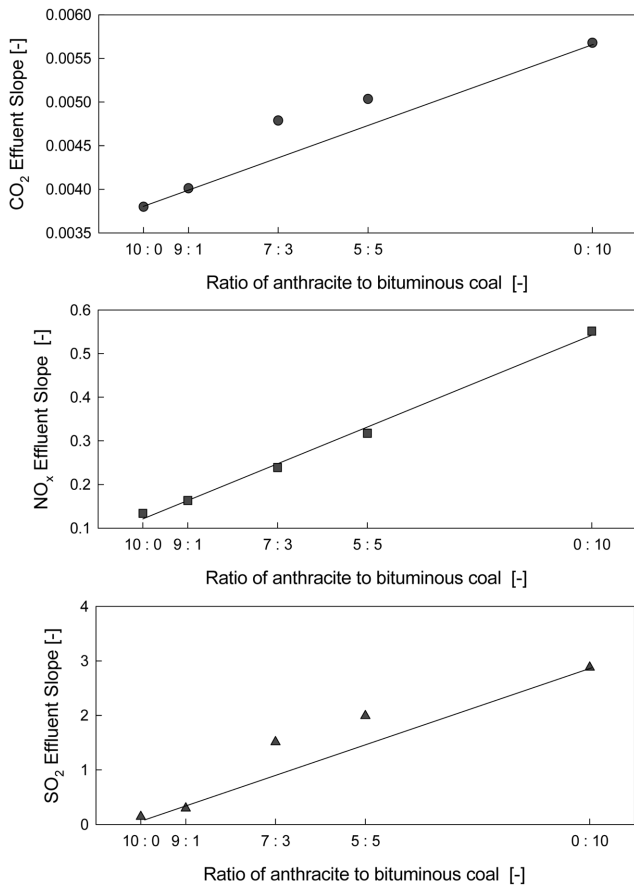 0.0060
0.0055
0.0050
0.0045
0.0040
0.0035
CO₂ Effuent Slope [-]
10 : 0 9 : 1 7 : 3 5 : 5 0 : 10
Ratio of anthracite to bituminous coal [-]
0.6
0.5
0.4
0.3
0.2
0.1
NOₓ Effluent Slope [-]
10 : 0 9 : 1 7 : 3 5 : 5 0 : 10
Ratio of anthracite to bituminous coal [-]
4
3
2
1
0
SO₂ Effluent Slope [-]
10 : 0 9 : 1 7 : 3 5 : 5 0 : 10
Ratio of anthracite to bituminous coal [-]